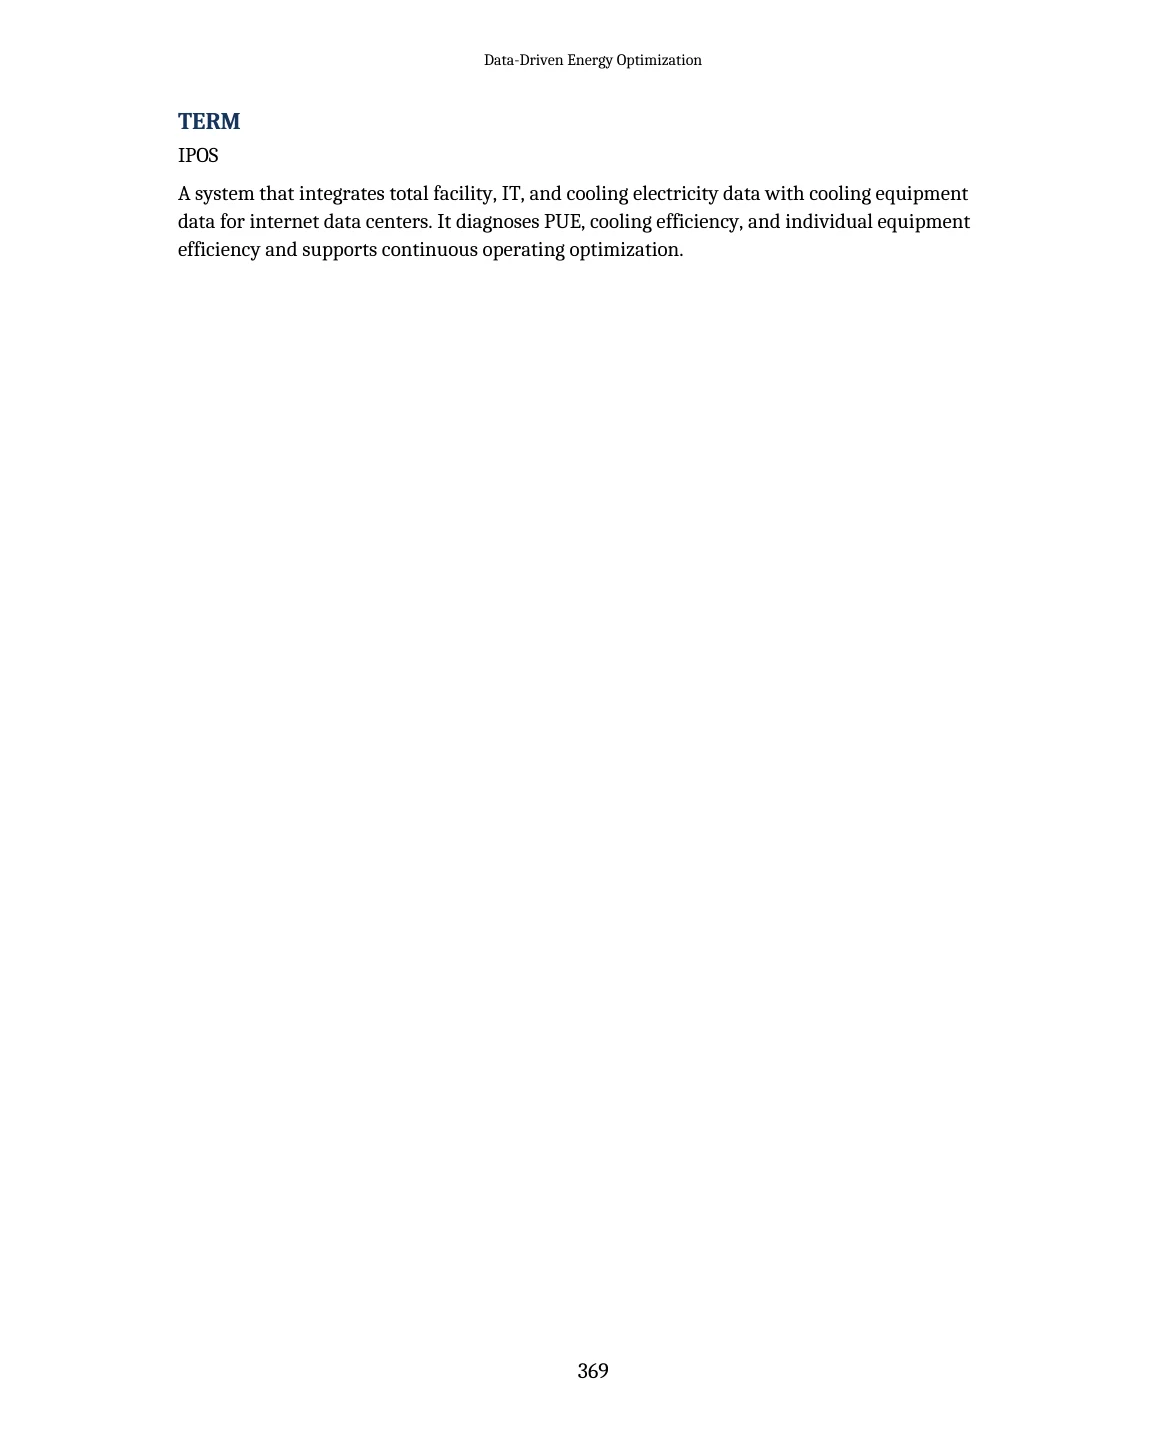 Data-Driven Energy Optimization
TERM
IPOS
A system that integrates total facility, IT, and cooling electricity data with cooling equipment
data for internet data centers. It diagnoses PUE, cooling efficiency, and individual equipment
efficiency and supports continuous operating optimization.
369